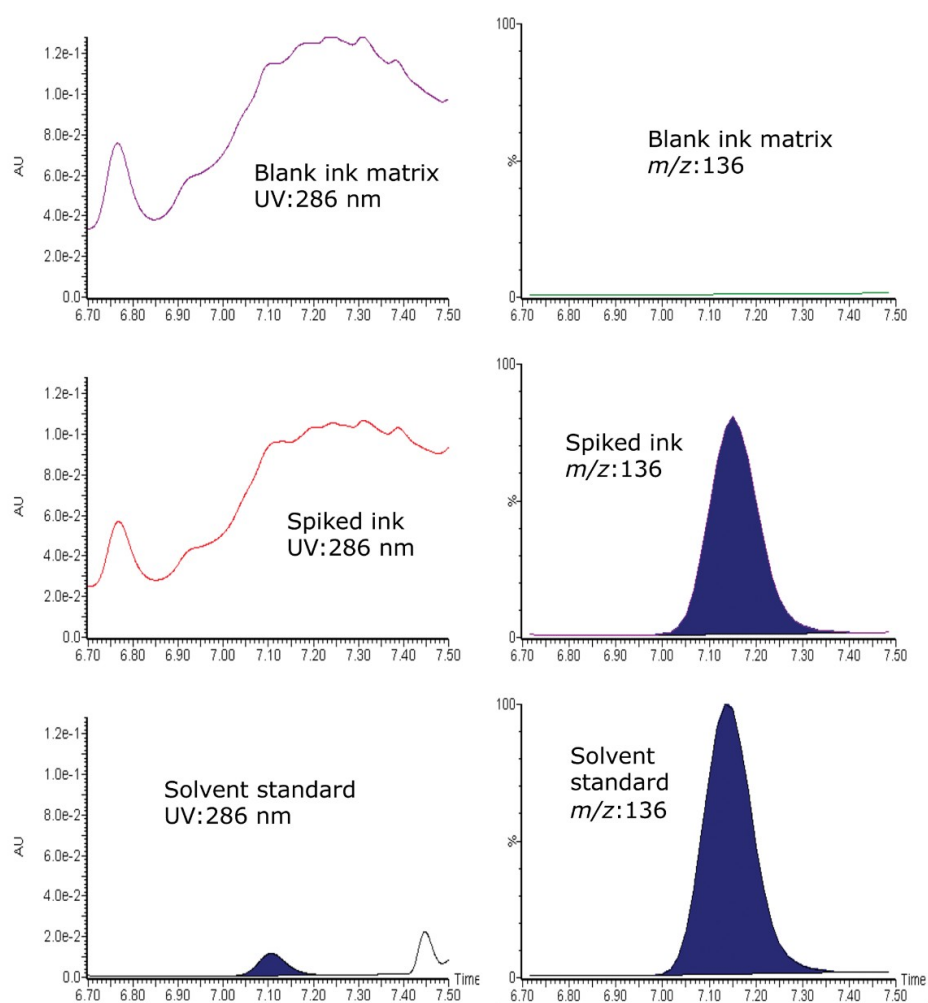 1.2e-1
1.0e-1
8.0e-2
6.0e-2
4.0e-2
2.0e-2
0.0
AU
Blank ink matrix
UV:286 nm
6.70 6.80 6.90 7.00 7.10 7.20 7.30 7.40 7.50
100
%
0
Blank ink matrix
m/z:136
6.70 6.80 6.90 7.00 7.10 7.20 7.30 7.40 7.50
1.2e-1
1.0e-1
8.0e-2
6.0e-2
4.0e-2
2.0e-2
0.0
AU
Spiked ink
UV:286 nm
6.70 6.80 6.90 7.00 7.10 7.20 7.30 7.40 7.50
100
%
0
Spiked ink
m/z:136
6.70 6.80 6.90 7.00 7.10 7.20 7.30 7.40 7.50
1.2e-1
1.0e-1
8.0e-2
6.0e-2
4.0e-2
2.0e-2
0.0
AU
Solvent standard
UV:286 nm
Time
6.70 6.80 6.90 7.00 7.10 7.20 7.30 7.40 7.50
100
%
0
Solvent
standard
m/z:136
Time
6.70 6.80 6.90 7.00 7.10 7.20 7.30 7.40 7.50